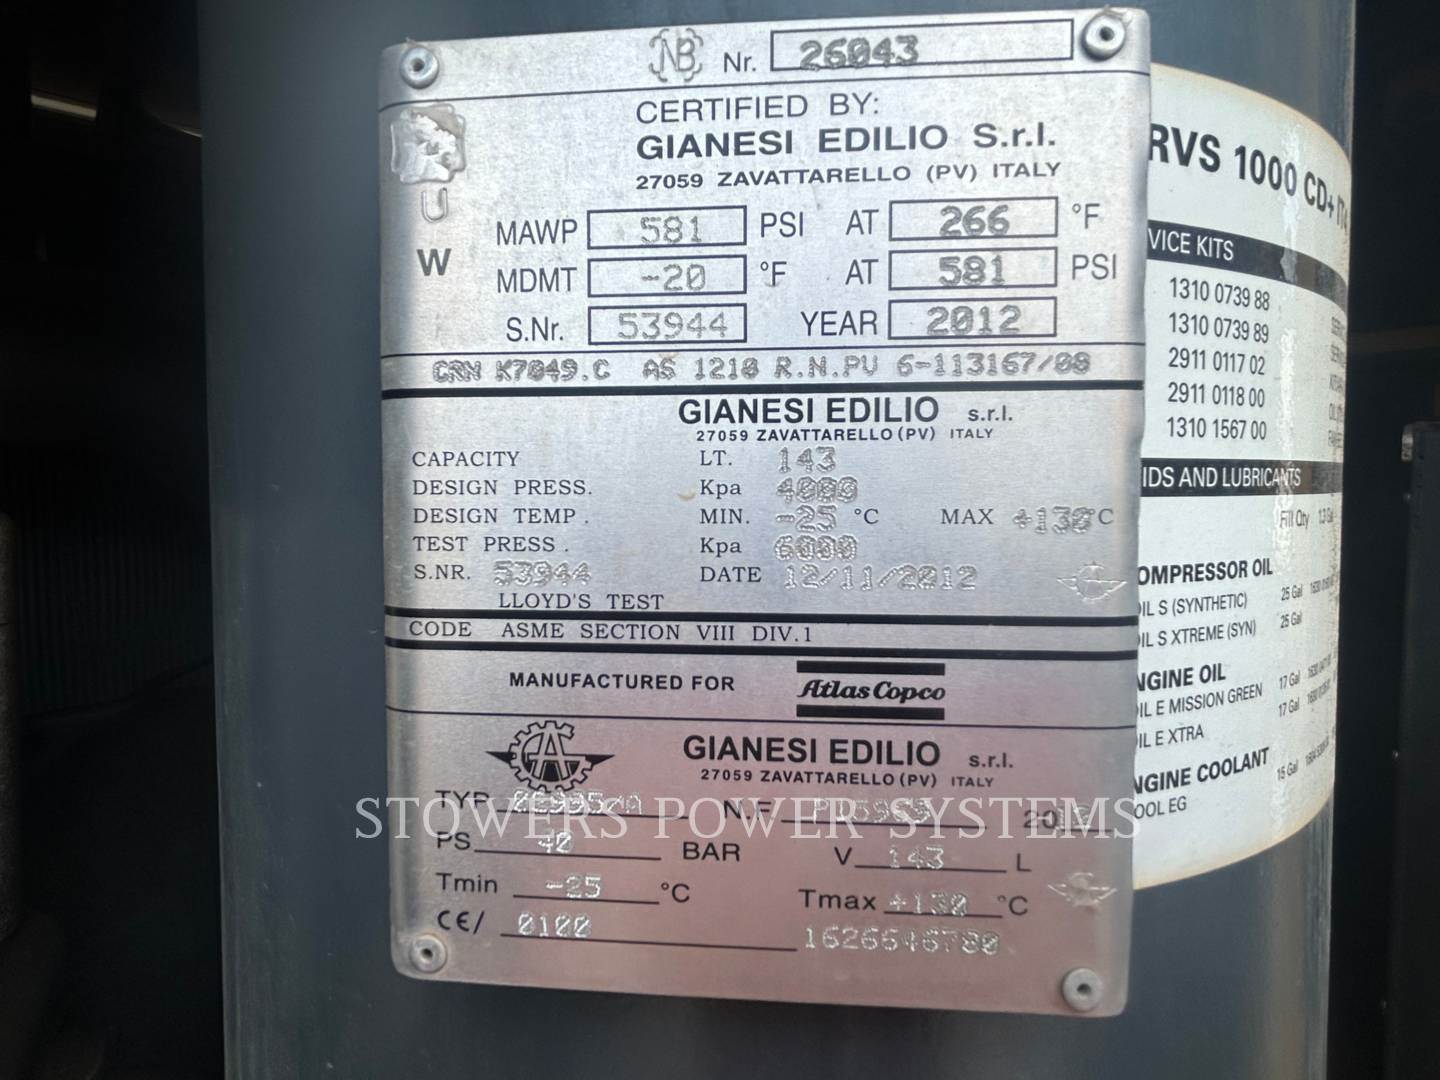 NB Nr. 26043
CERTIFIED BY:
GIANESI EDILIO S.r.l.
27059 ZAVATTARELLO (PV) ITALY
U
W
MAWP 581 PSI AT 266 °F
MDMT -20 °F AT 581 PSI
S.Nr. 53944 YEAR 2012
CRN K7049.C AS 1210 R.N.PV 6-113167/08
GIANESI EDILIO s.r.l.
27059 ZAVATTARELLO (PV) ITALY
CAPACITY LT. 143
DESIGN PRESS. Kpa 4000
DESIGN TEMP. MIN. -25 °C MAX +130°C
TEST PRESS. Kpa 6000
S.NR. 53944 DATE 12/11/2012
LLOYD'S TEST
CODE ASME SECTION VIII DIV.1
MANUFACTURED FOR Atlas Copco
GIANESI EDILIO s.r.l.
27059 ZAVATTARELLO (PV) ITALY
TYP N.F
STOWERS POWER SYSTEMS
PS 40 BAR V 143 L
Tmin -25 °C Tmax +130 °C
CE/ 0100 1626646780
RVS 1000 CD+
VICE KITS
1310 0739 88
1310 0739 89
2911 0117 02
2911 0118 00
1310 1567 00
IDS AND LUBRICANTS
Fill Qty
OMPRESSOR OIL
IL S (SYNTHETIC) 25 Gal
IL S XTREME (SYN) 25 Gal
NGINE OIL
IL E MISSION GREEN 17 Gal
IL E XTRA 17 Gal
NGINE COOLANT
OOL EG 15 Gal